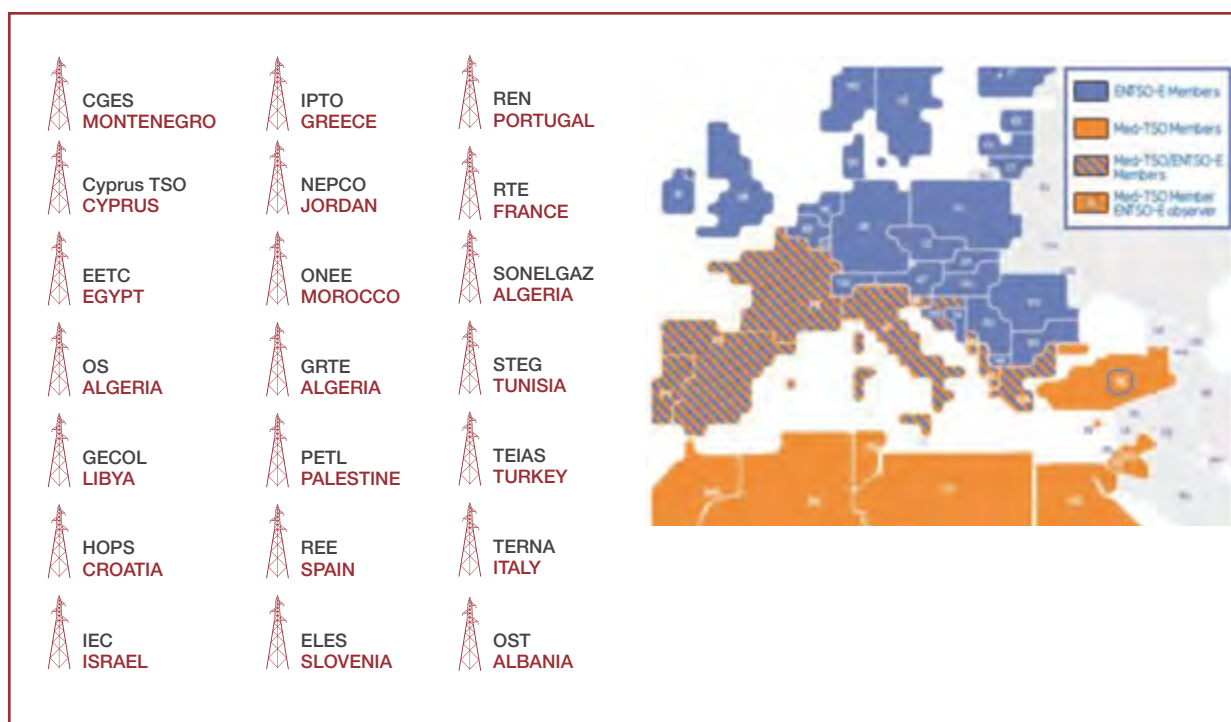 CGES
MONTENEGRO
Cyprus TSO
CYPRUS
EETC
EGYPT
OS
ALGERIA
GECOL
LIBYA
HOPS
CROATIA
IEC
ISRAEL
IPTO
GREECE
NEPCO
JORDAN
ONEE
MOROCCO
GRTE
ALGERIA
PETL
PALESTINE
REE
SPAIN
ELES
SLOVENIA
REN
PORTUGAL
RTE
FRANCE
SONELGAZ
ALGERIA
STEG
TUNISIA
TEIAS
TURKEY
TERNA
ITALY
OST
ALBANIA
ENTSO-E Members
Med-TSO Members
Med-TSO/ENTSO-E
Members
Med-TSO Member
ENTSO-E observer